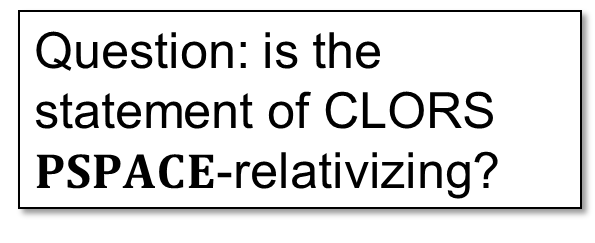 Question: is the
statement of CLORS
PSPACE-relativizing?